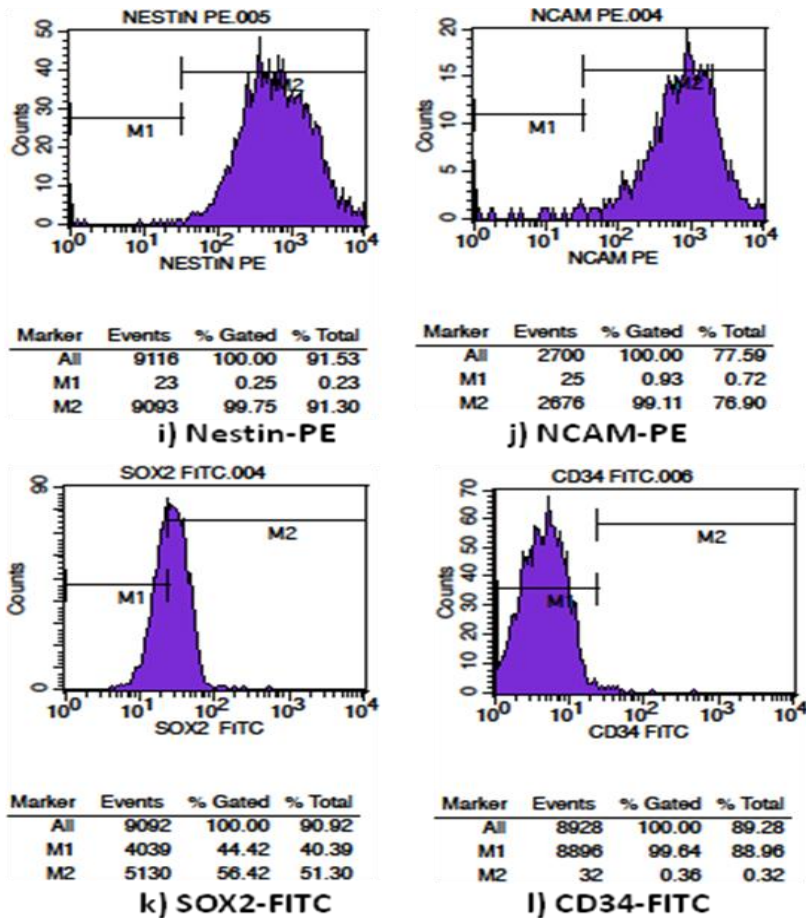 NESTIN PE.005
50
40
30
20
10
0
Counts
M1
M2
10^0 10^1 10^2 10^3 10^4
NESTIN PE
Marker Events % Gated % Total
All 9116 100.00 91.53
M1 23 0.25 0.23
M2 9093 99.75 91.30
i) Nestin-PE
NCAM PE.004
20
15
10
5
0
Counts
M1
M2
10^0 10^1 10^2 10^3 10^4
NCAM PE
Marker Events % Gated % Total
All 2700 100.00 77.59
M1 25 0.93 0.72
M2 2676 99.11 76.90
j) NCAM-PE
SOX2 FITC.004
90
0
Counts
M1
M2
10^0 10^1 10^2 10^3 10^4
SOX2 FITC
Marker Events % Gated % Total
All 9092 100.00 90.92
M1 4039 44.42 40.39
M2 5130 56.42 51.30
k) SOX2-FITC
CD34 FITC.006
70
60
50
40
30
20
10
0
Counts
M1
M2
10^0 10^1 10^2 10^3 10^4
CD34 FITC
Marker Events % Gated % Total
All 8928 100.00 89.28
M1 8896 99.64 88.96
M2 32 0.36 0.32
l) CD34-FITC